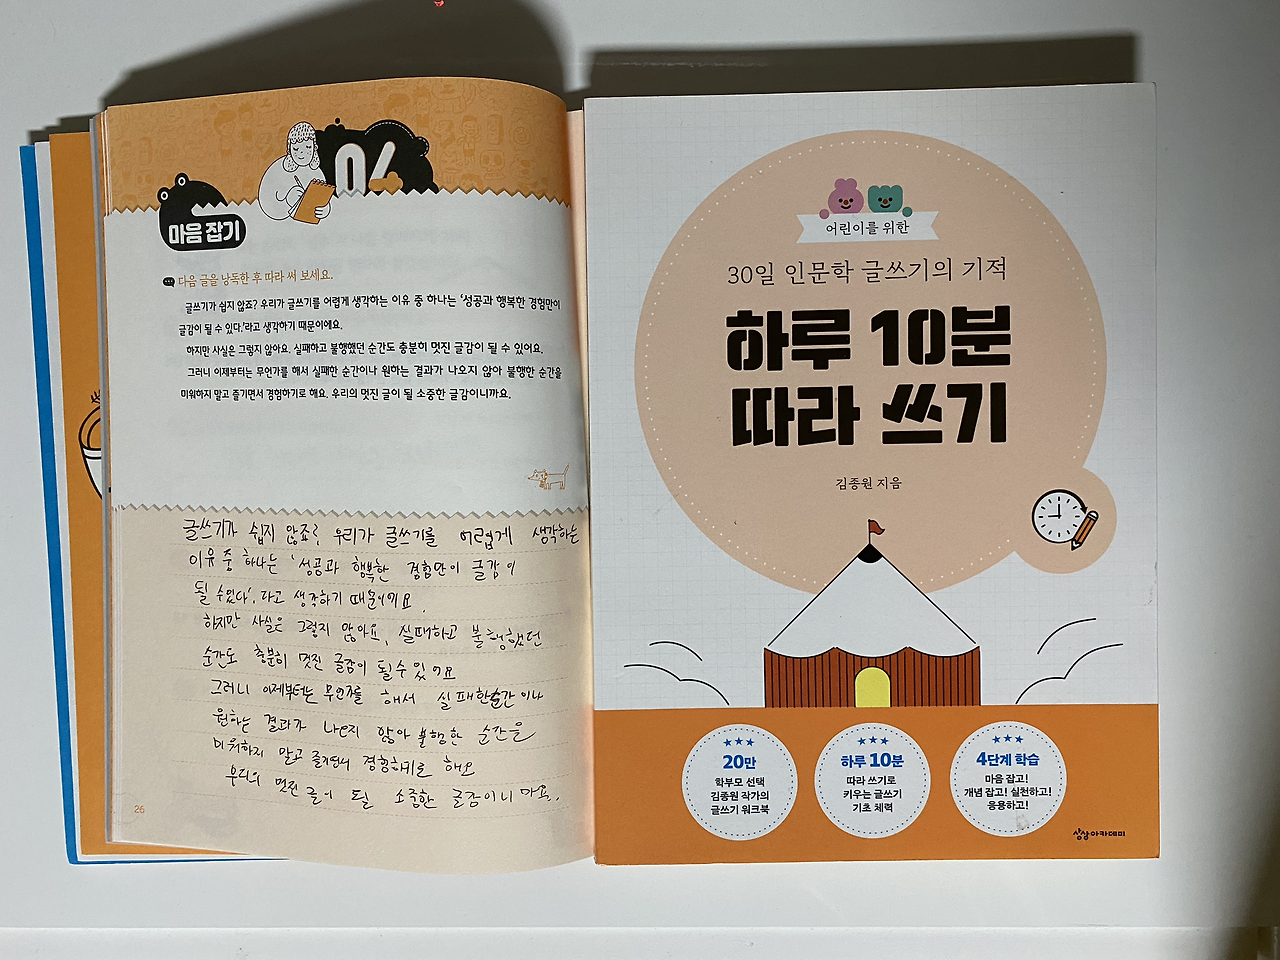 04
마음 잡기
다음 글을 낭독한 후 따라 써 보세요.
글쓰기가 쉽지 않죠? 우리가 글쓰기를 어렵게 생각하는 이유 중 하나는 '성공과 행복한 경험만이
글감이 될 수 있다.'라고 생각하기 때문이에요.
하지만 사실은 그렇지 않아요. 실패하고 불행했던 순간도 충분히 멋진 글감이 될 수 있어요.
그러니 이제부터는 무언가를 해서 실패한 순간이나 원하는 결과가 나오지 않아 불행한 순간을
미워하지 말고 즐기면서 경험하기로 해요. 우리의 멋진 글이 될 소중한 글감이니까요.
글쓰기가 쉽지 않죠? 우리가 글쓰기를 어렵게 생각하는
이유 중 하나는 '성공과 행복한 경험만이 글감이
될 수있다'. 라고 생각하기 때문이에요.
하지만 사실은 그렇지 않아요. 실패하고 불행했던
순간도 충분히 멋진 글감이 될수 있어요
그러니 이제부터는 무언가를 해서 실패한순간이나
원하는 결과가 나오지 않아 불행한 순간을
미워하지 말고 즐기면서 경험하기로 해요
우리의 멋진 글이 될 소중한 글감이니까요.
26
어린이를 위한
30일 인문학 글쓰기의 기적
하루 10분
따라 쓰기
김종원 지음
20만
학부모 선택
김종원 작가의
글쓰기 워크북
하루 10분
따라 쓰기로
키우는 글쓰기
기초 체력
4단계 학습
마음 잡고!
개념 잡고! 실천하고!
응용하고!
상상아카데미